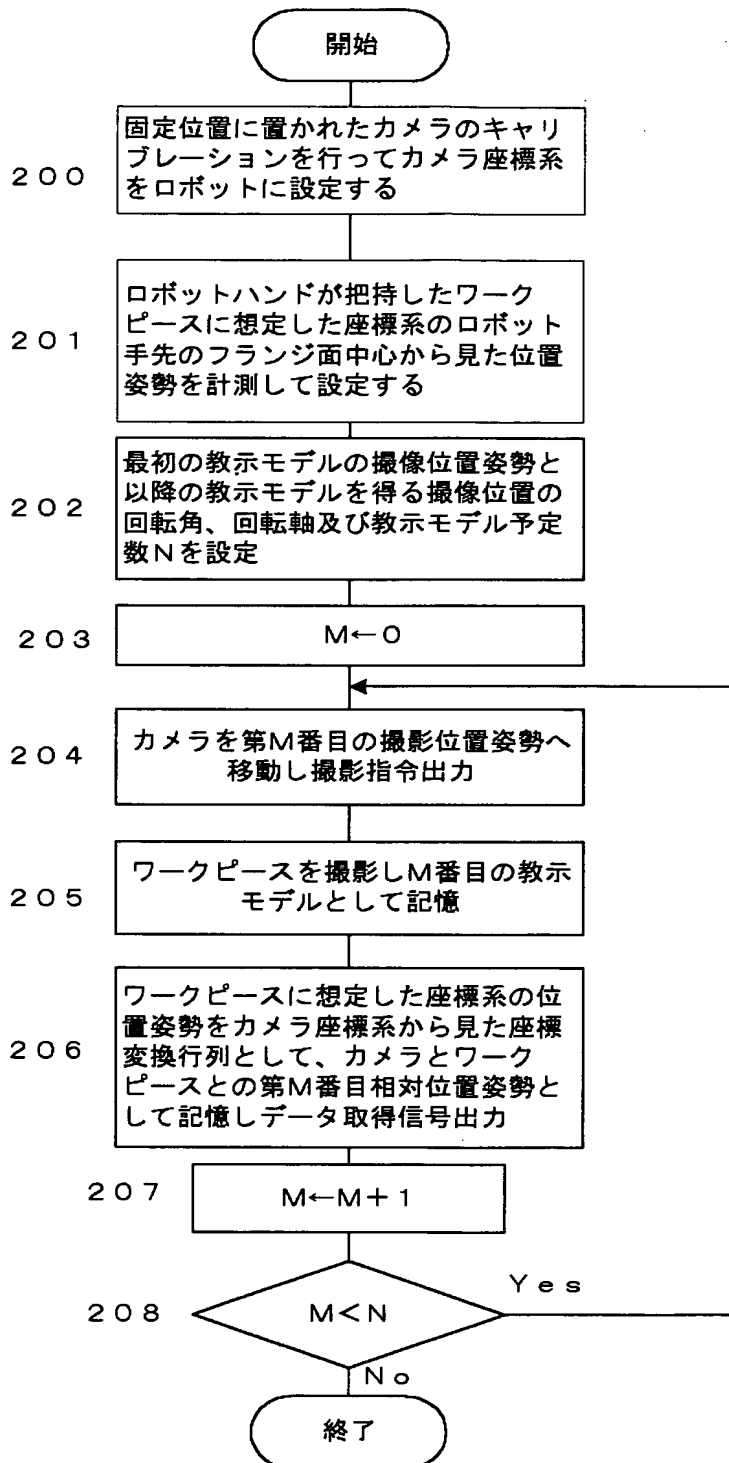 開始
200
固定位置に置かれたカメラのキャリ
ブレーションを行ってカメラ座標系
をロボットに設定する
201
ロボットハンドが把持したワーク
ピースに想定した座標系のロボット
手先のフランジ面中心から見た位置
姿勢を計測して設定する
202
最初の教示モデルの撮像位置姿勢と
以降の教示モデルを得る撮像位置の
回転角、回転軸及び教示モデル予定
数Nを設定
203
M←0
204
カメラを第M番目の撮影位置姿勢へ
移動し撮影指令出力
205
ワークピースを撮影しM番目の教示
モデルとして記憶
206
ワークピースに想定した座標系の位
置姿勢をカメラ座標系から見た座標
変換行列として、カメラとワーク
ピースとの第M番目相対位置姿勢と
して記憶しデータ取得信号出力
207
M←M+1
208
M<N
Yes
No
終了